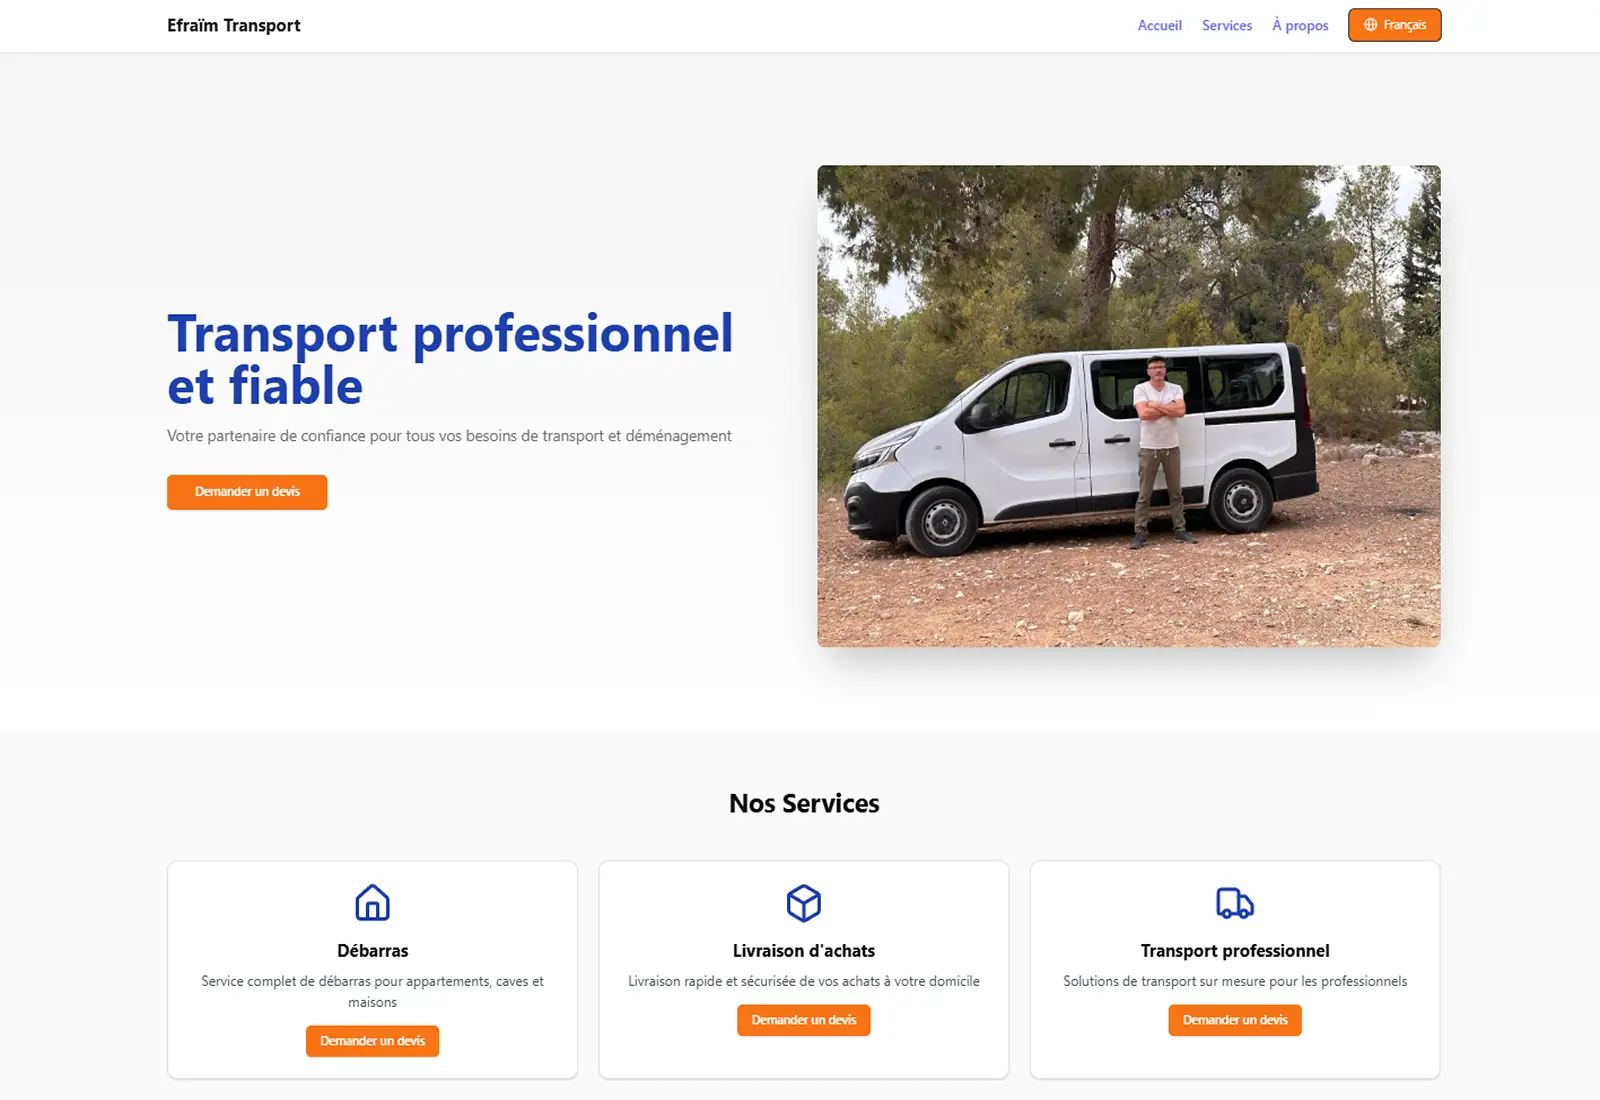 Efraïm Transport
Accueil
Services
À propos
Français
Transport professionnel
et fiable
Votre partenaire de confiance pour tous vos besoins de transport et déménagement
Demander un devis
Nos Services
Débarras
Service complet de débarras pour appartements, caves et
maisons
Demander un devis
Livraison d'achats
Livraison rapide et sécurisée de vos achats à votre domicile
Demander un devis
Transport professionnel
Solutions de transport sur mesure pour les professionnels
Demander un devis